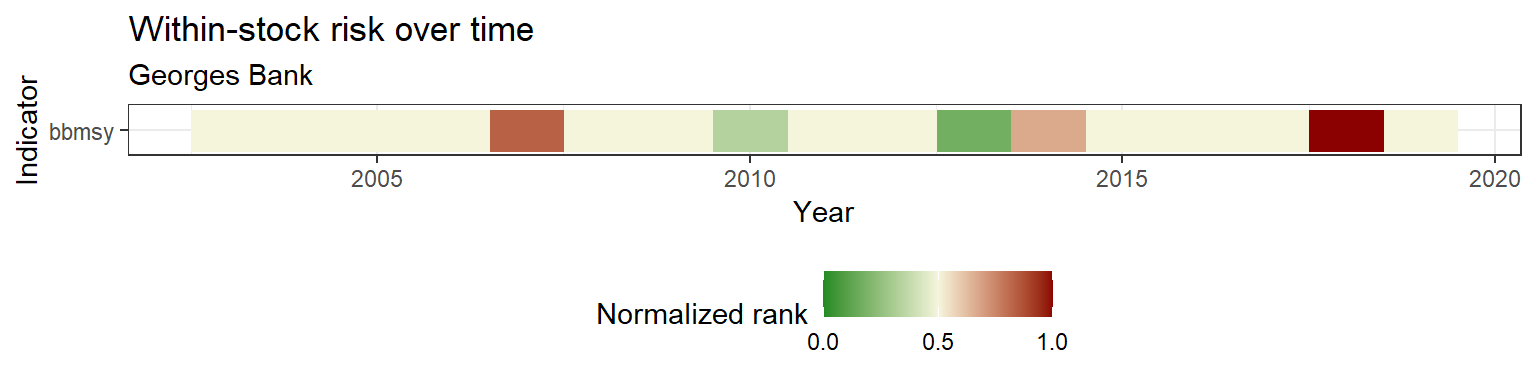 Within-stock risk over time
Georges Bank
Indicator
bbmsy
2005 2010 2015 2020
Year
Normalized rank
0.0 0.5 1.0